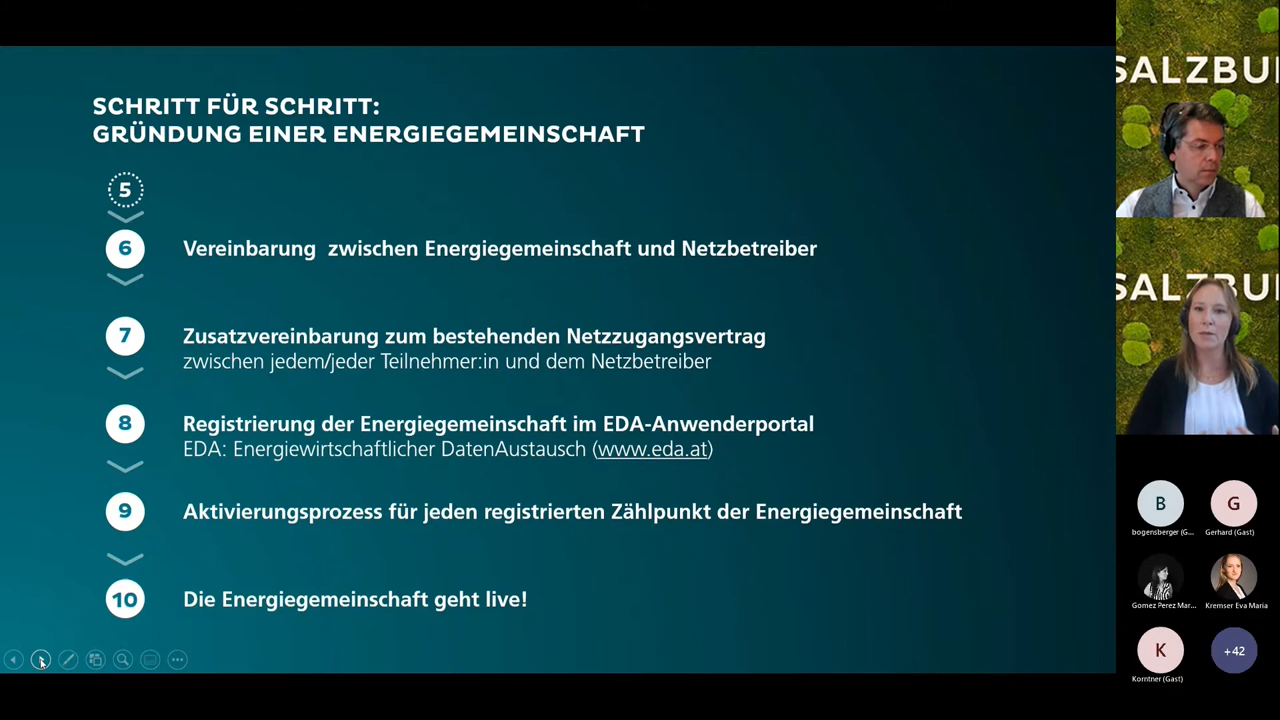 SCHRITT FÜR SCHRITT:
GRÜNDUNG EINER ENERGIEGEMEINSCHAFT
5
6
Vereinbarung zwischen Energiegemeinschaft und Netzbetreiber
7
Zusatzvereinbarung zum bestehenden Netzzugangsvertrag
zwischen jedem/jeder Teilnehmer:in und dem Netzbetreiber
8
Registrierung der Energiegemeinschaft im EDA-Anwenderportal
EDA: Energiewirtschaftlicher DatenAustausch (www.eda.at)
9
Aktivierungsprozess für jeden registrierten Zählpunkt der Energiegemeinschaft
10
Die Energiegemeinschaft geht live!
SALZBU
SALZBU
B
G
bogensberger (G...
Gerhard (Gast)
Gomez Perez Mar...
Kremser Eva Maria
K
+42
Korntner (Gast)